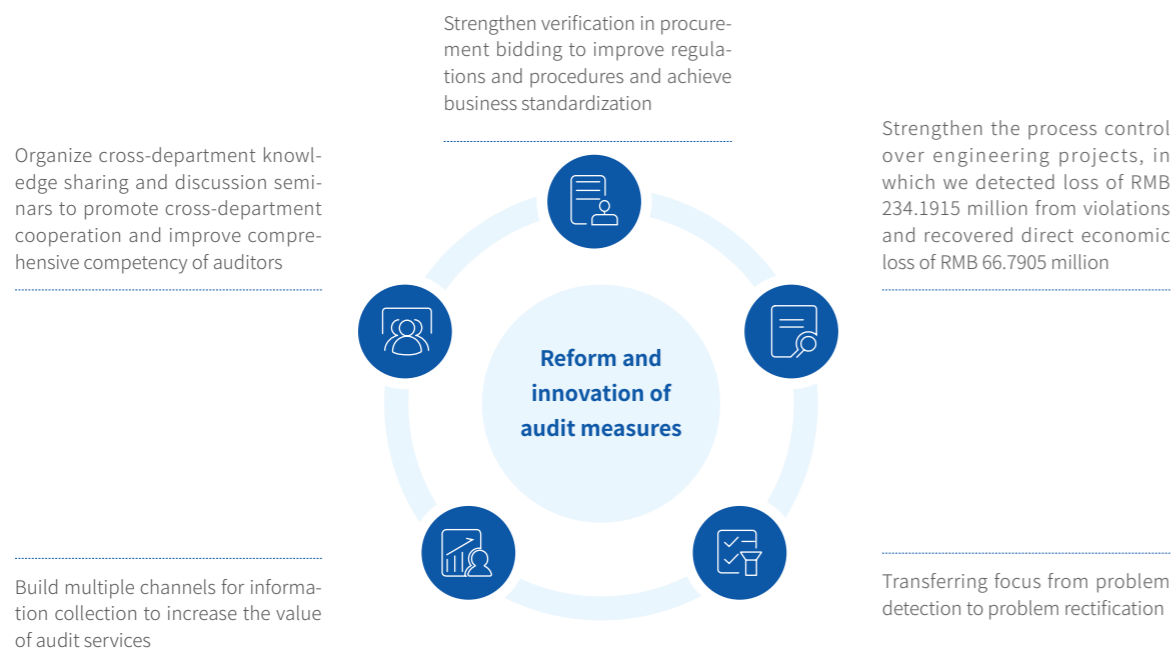 Strengthen verification in procure-
ment bidding to improve regula-
tions and procedures and achieve
business standardization
Organize cross-department knowl-
edge sharing and discussion semi-
nars to promote cross-department
cooperation and improve compre-
hensive competency of auditors
Strengthen the process control
over engineering projects, in
which we detected loss of RMB
234.1915 million from violations
and recovered direct economic
loss of RMB 66.7905 million
Reform and
innovation of
audit measures
Build multiple channels for informa-
tion collection to increase the value
of audit services
Transferring focus from problem
detection to problem rectification